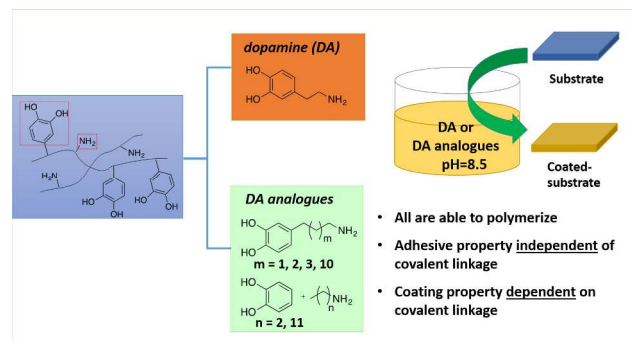 HO
OH
NH₂
NH₂
H₂N
HO
OH
HO
OH
dopamine (DA)
HO
HO
NH₂
DA analogues
HO
HO
m
NH₂
m = 1, 2, 3, 10
HO
HO
+
n
NH₂
n = 2, 11
Substrate
DA or
DA analogues
pH=8.5
Coated-
substrate
• All are able to polymerize
• Adhesive property independent of
covalent linkage
• Coating property dependent on
covalent linkage